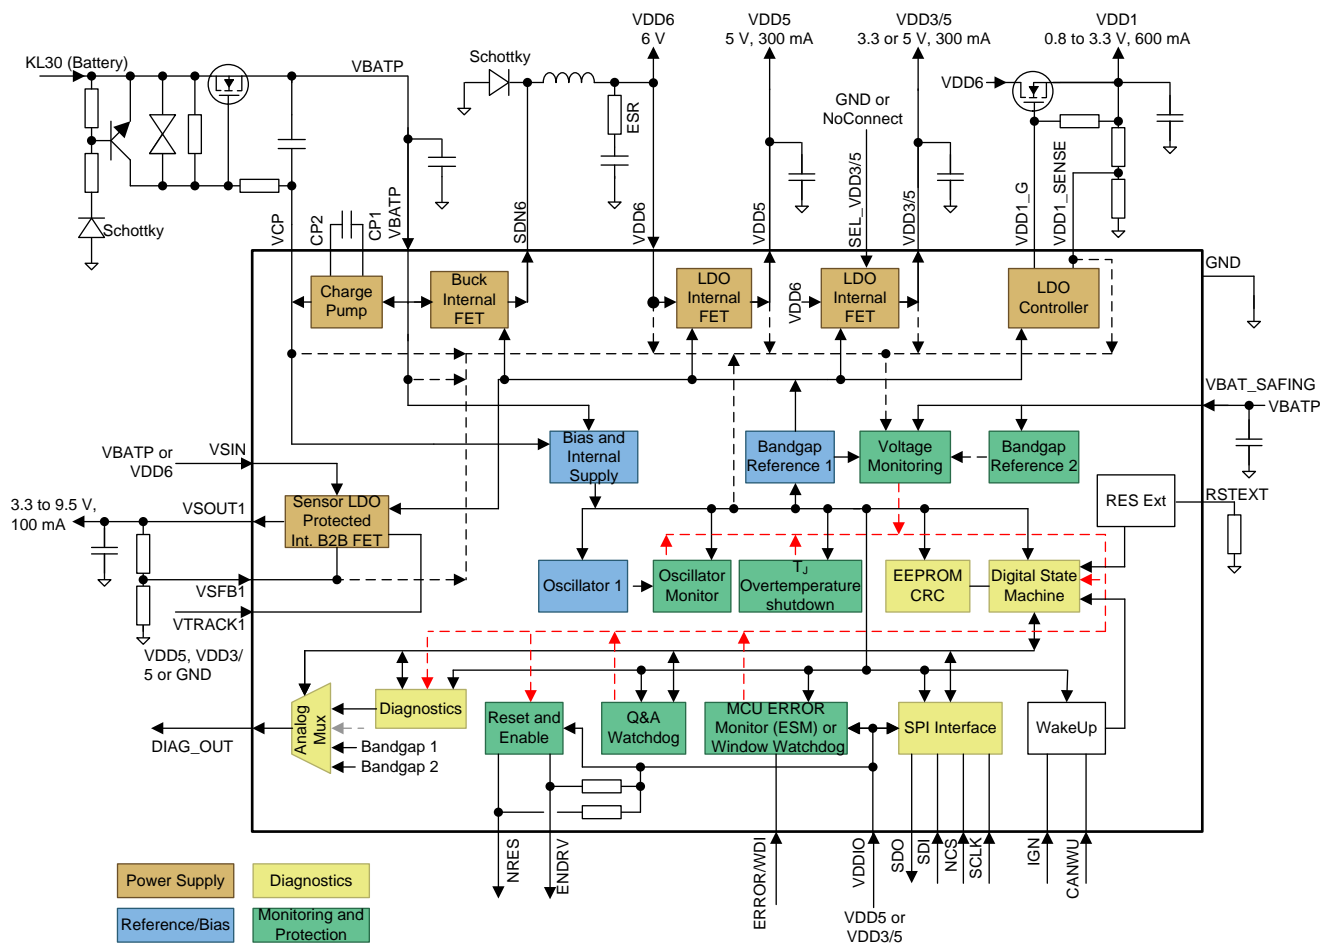 VDD6
6 V
VDD5
5 V, 300 mA
VDD3/5
3.3 or 5 V, 300 mA
VDD1
0.8 to 3.3 V, 600 mA
KL30 (Battery)
VBATP
Schottky
ESR
GND or
NoConnect
VDD6
Schottky
VCP
CP2
CP1
VBATP
SDN6
VDD6
VDD5
SEL_VDD3/5
VDD3/5
VDD1_G
VDD1_SENSE
GND
Charge
Pump
Buck
Internal
FET
LDO
Internal
FET
VDD6
LDO
Internal
FET
LDO
Controller
VBAT_SAFING
VBATP
VSIN
VBATP or
VDD6
Bias and
Internal
Supply
Bandgap
Reference 1
Voltage
Monitoring
Bandgap
Reference 2
RES Ext
RSTEXT
3.3 to 9.5 V,
100 mA
VSOUT1
Sensor LDO
Protected
Int. B2B FET
VSFB1
VTRACK1
VDD5, VDD3/
5 or GND
Oscillator 1
Oscillator
Monitor
TJ
Overtemperature
shutdown
EEPROM
CRC
Digital State
Machine
Analog
Mux
DIAG_OUT
Diagnostics
Bandgap 1
Bandgap 2
Reset and
Enable
Q&A
Watchdog
MCU ERROR
Monitor (ESM) or
Window Watchdog
SPI Interface
WakeUp
NRES
ENDRV
ERROR/WDI
VDDIO
SDO
SDI
NCS
SCLK
IGN
CANWU
VDD5 or
VDD3/5
Power Supply
Diagnostics
Reference/Bias
Monitoring and
Protection